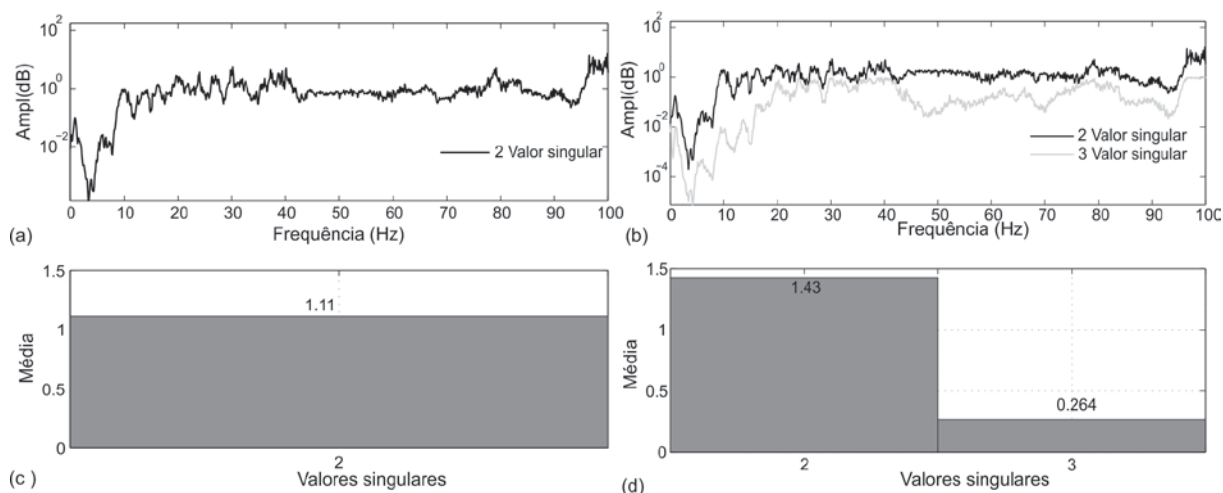 10^2
10^0
10^-2
Ampl(dB)
2 Valor singular
0 10 20 30 40 50 60 70 80 90 100
Frequência (Hz)
(a)
10^2
10^0
10^-2
10^-4
Ampl(dB)
2 Valor singular
3 Valor singular
0 10 20 30 40 50 60 70 80 90 100
Frequência (Hz)
(b)
1.5
1
0.5
0
Média
1.11
2
Valores singulares
(c )
1.5
1
0.5
0
Média
1.43
0.264
2 3
Valores singulares
(d)